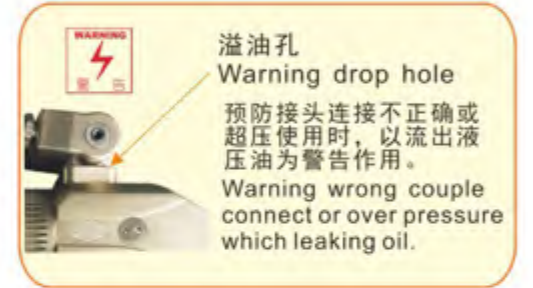 WARNING
警 告
溢油孔
Warning drop hole
预防接头连接不正确或
超压使用时，以流出液
压油为警告作用。
Warning wrong couple
connect or over pressure
which leaking oil.